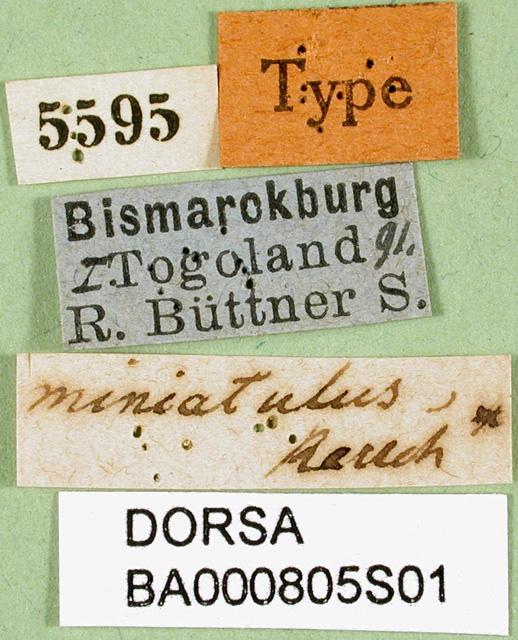 5595
Type
Bismarckburg
I Togoland 91.
R. Büttner S.
miniatulus
Karsch
DORSA
BA000805S01